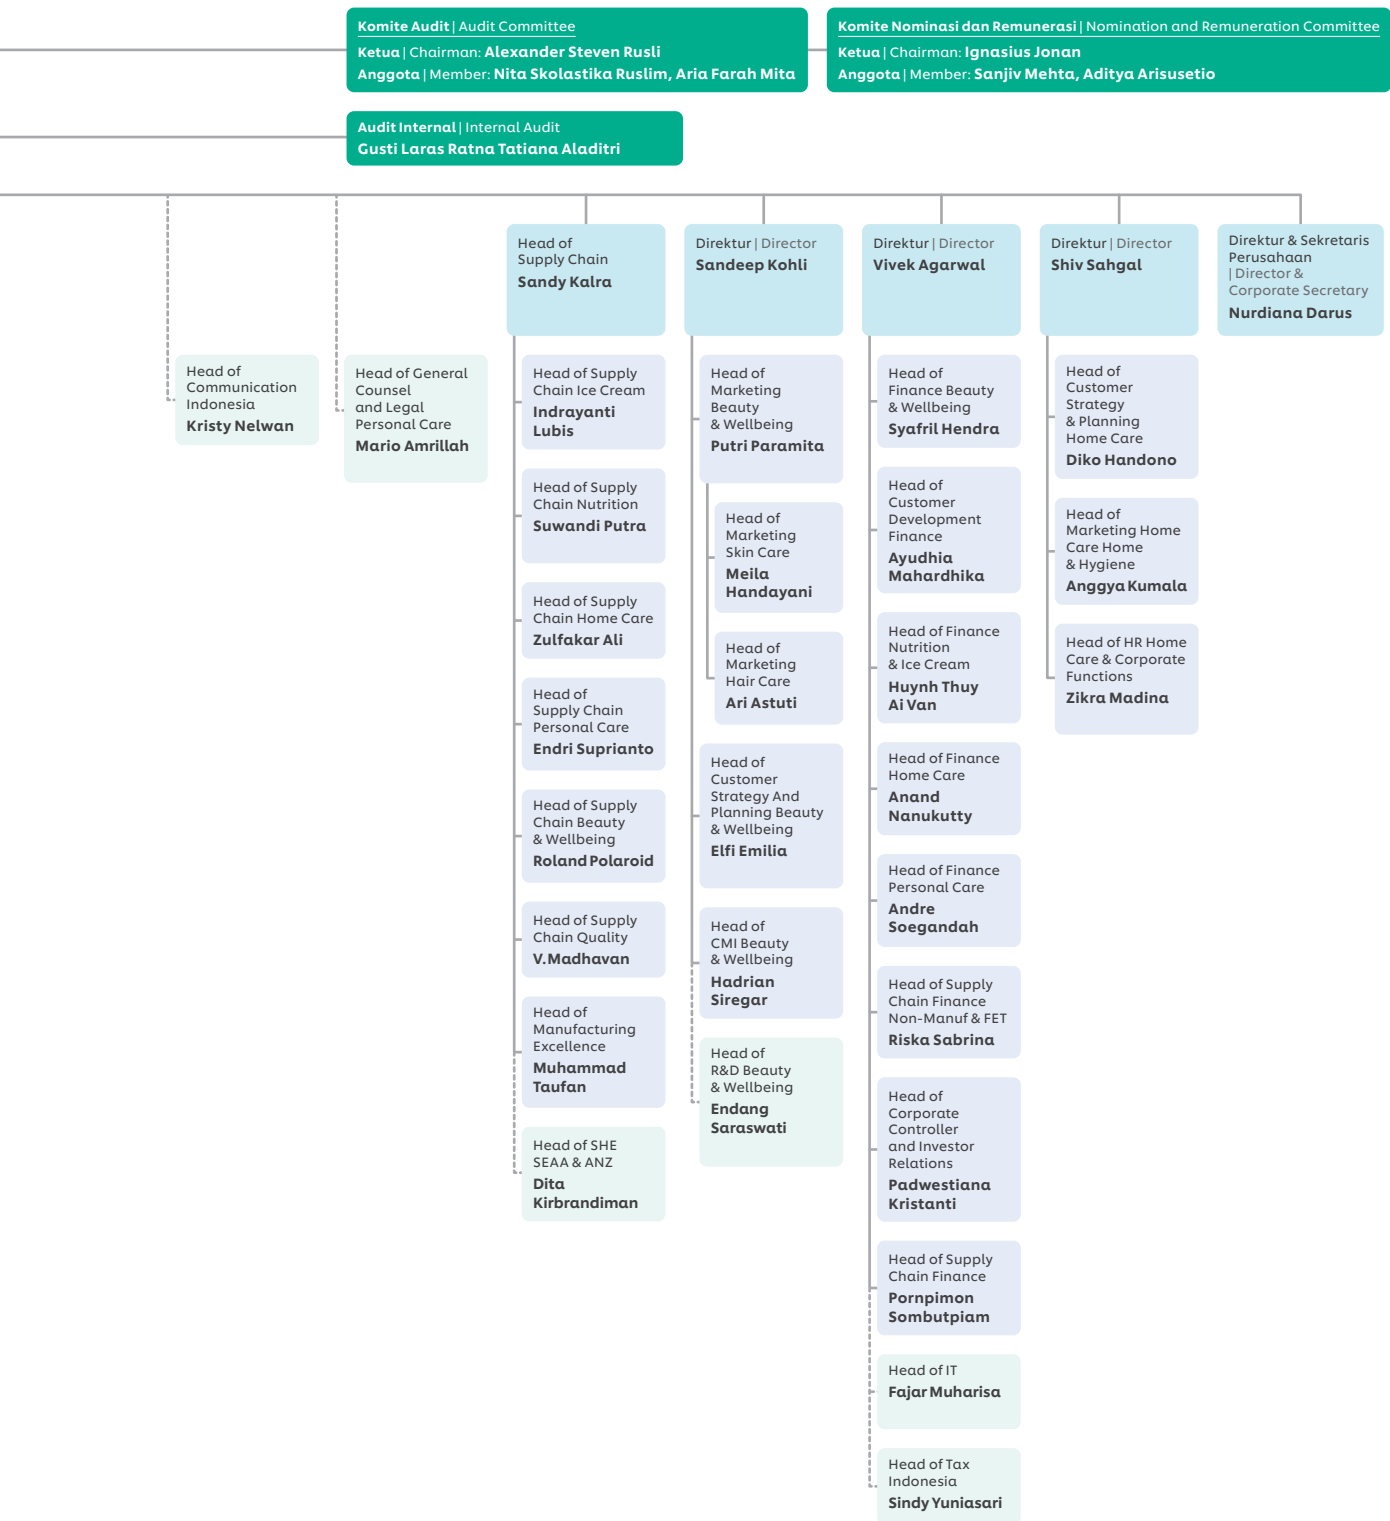 Komite Audit | Audit Committee
Ketua | Chairman: Alexander Steven Rusli
Anggota | Member: Nita Skolastika Ruslim, Aria Farah Mita
Komite Nominasi dan Remunerasi | Nomination and Remuneration Committee
Ketua | Chairman: Ignasius Jonan
Anggota | Member: Sanjiv Mehta, Aditya Arisusetio
Audit Internal | Internal Audit
Gusti Laras Ratna Tatiana Aladitri
Head of
Communication
Indonesia
Kristy Nelwan
Head of General
Counsel
and Legal
Personal Care
Mario Amrillah
Head of
Supply Chain
Sandy Kalra
Head of Supply
Chain Ice Cream
Indrayanti
Lubis
Head of Supply
Chain Nutrition
Suwandi Putra
Head of Supply
Chain Home Care
Zulfakar Ali
Head of
Supply Chain
Personal Care
Endri Suprianto
Head of Supply
Chain Beauty
& Wellbeing
Roland Polaroid
Head of Supply
Chain Quality
V.Madhavan
Head of
Manufacturing
Excellence
Muhammad
Taufan
Head of SHE
SEAA & ANZ
Dita
Kirbrandiman
Direktur | Director
Sandeep Kohli
Head of
Marketing
Beauty
& Wellbeing
Putri Paramita
Head of
Marketing
Skin Care
Meila
Handayani
Head of
Marketing
Hair Care
Ari Astuti
Head of
Customer
Strategy And
Planning Beauty
& Wellbeing
Elfi Emilia
Head of
CMI Beauty
& Wellbeing
Hadrian
Siregar
Head of
R&D Beauty
& Wellbeing
Endang
Saraswati
Direktur | Director
Vivek Agarwal
Head of
Finance Beauty
& Wellbeing
Syafril Hendra
Head of
Customer
Development
Finance
Ayudhia
Mahardhika
Head of Finance
Nutrition
& Ice Cream
Huynh Thuy
Ai Van
Head of Finance
Home Care
Anand
Nanukutty
Head of Finance
Personal Care
Andre
Soegandah
Head of Supply
Chain Finance
Non-Manuf & FET
Riska Sabrina
Head of
Corporate
Controller
and Investor
Relations
Padwestiana
Kristanti
Head of Supply
Chain Finance
Pornpimon
Sombutpiam
Head of IT
Fajar Muharisa
Head of Tax
Indonesia
Sindy Yuniasari
Direktur | Director
Shiv Sahgal
Head of
Customer
Strategy
& Planning
Home Care
Diko Handono
Head of
Marketing Home
Care Home
& Hygiene
Anggya Kumala
Head of HR Home
Care & Corporate
Functions
Zikra Madina
Direktur & Sekretaris
Perusahaan
| Director &
Corporate Secretary
Nurdiana Darus